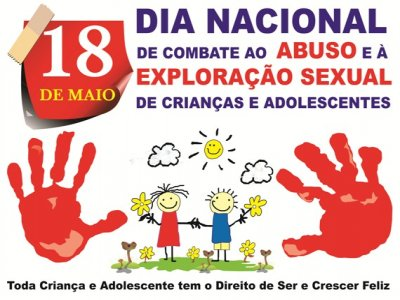 18
DE MAIO
DIA NACIONAL
DE COMBATE AO ABUSO E À
EXPLORAÇÃO SEXUAL
DE CRIANÇAS E ADOLESCENTES
Toda Criança e Adolescente tem o Direito de Ser e Crescer Feliz